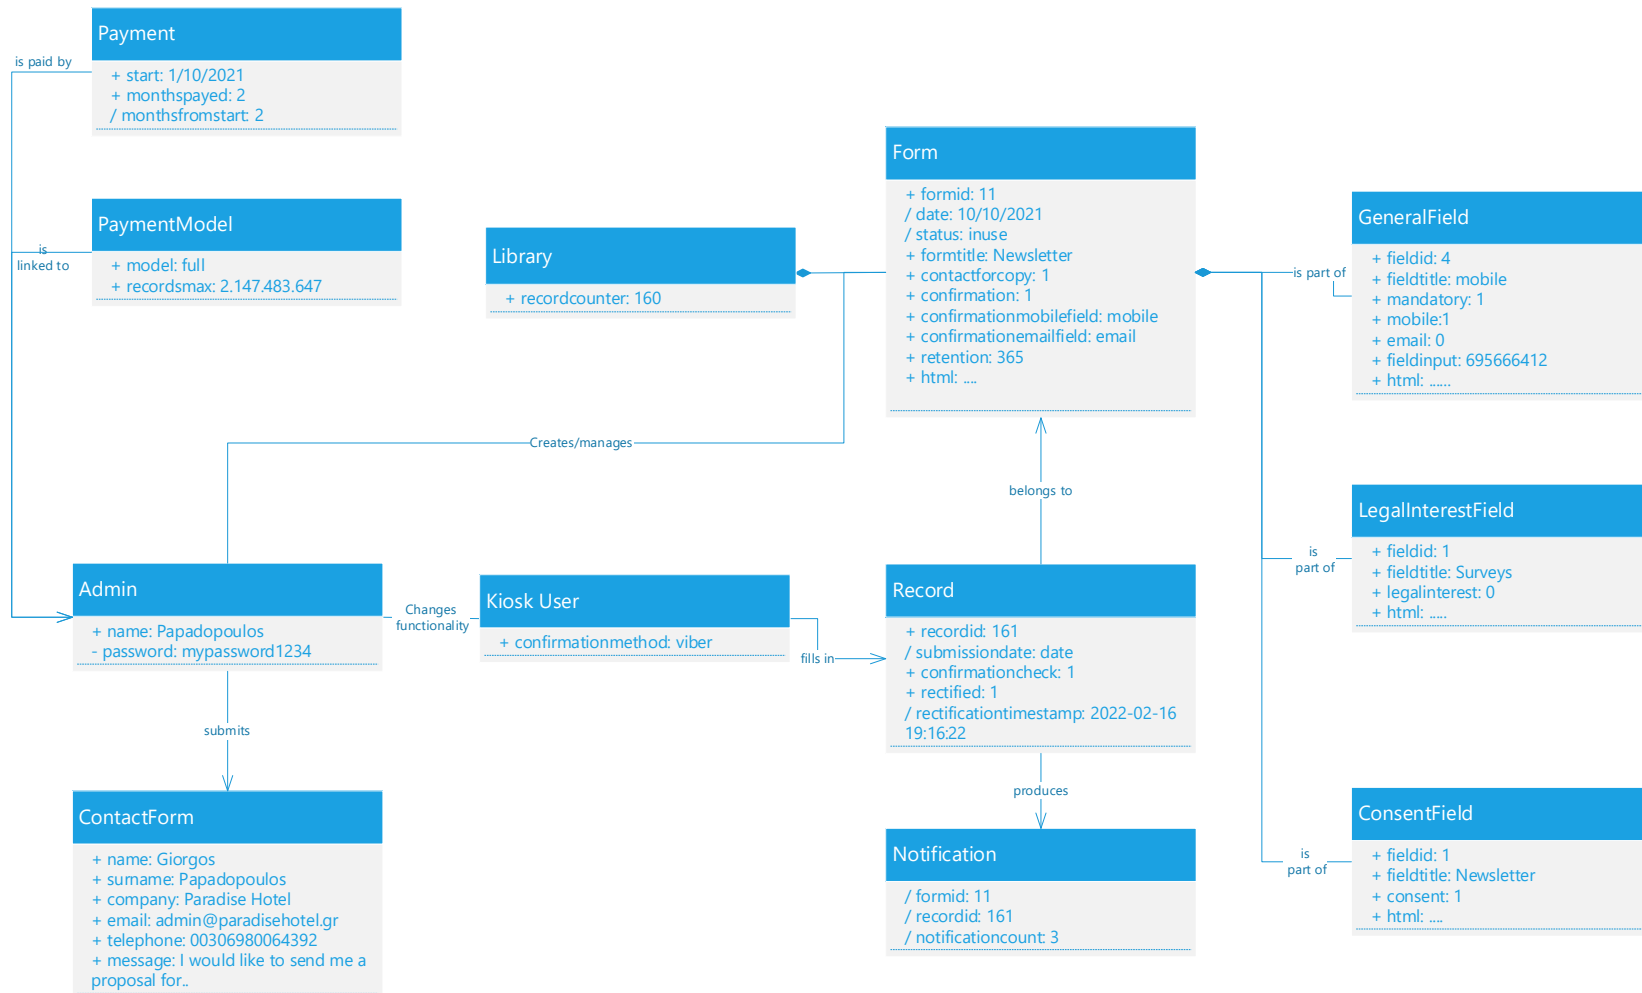 Payment
is paid by
+ start: 1/10/2021
+ monthspayed: 2
/ monthsfromstart: 2
PaymentModel
is
linked to
+ model: full
+ recordsmax: 2.147.483.647
Library
+ recordcounter: 160
Form
+ formid: 11
/ date: 10/10/2021
/ status: inuse
+ formtitle: Newsletter
+ contactforcopy: 1
+ confirmation: 1
+ confirmationmobilefield: mobile
+ confirmationemailfield: email
+ retention: 365
+ html: ....
is part of
GeneralField
+ fieldid: 4
+ fieldtitle: mobile
+ mandatory: 1
+ mobile:1
+ email: 0
+ fieldinput: 695666412
+ html: ......
Creates/manages
belongs to
is
part of
LegalInterestField
+ fieldid: 1
+ fieldtitle: Surveys
+ legalinterest: 0
+ html: .....
Admin
+ name: Papadopoulos
- password: mypassword1234
Changes
functionality
Kiosk User
+ confirmationmethod: viber
fills in
Record
+ recordid: 161
/ submissiondate: date
+ confirmationcheck: 1
+ rectified: 1
/ rectificationtimestamp: 2022-02-16
19:16:22
submits
produces
ContactForm
+ name: Giorgos
+ surname: Papadopoulos
+ company: Paradise Hotel
+ email: admin@paradisehotel.gr
+ telephone: 00306980064392
+ message: I would like to send me a
proposal for..
Notification
/ formid: 11
/ recordid: 161
/ notificationcount: 3
is
part of
ConsentField
+ fieldid: 1
+ fieldtitle: Newsletter
+ consent: 1
+ html: ....